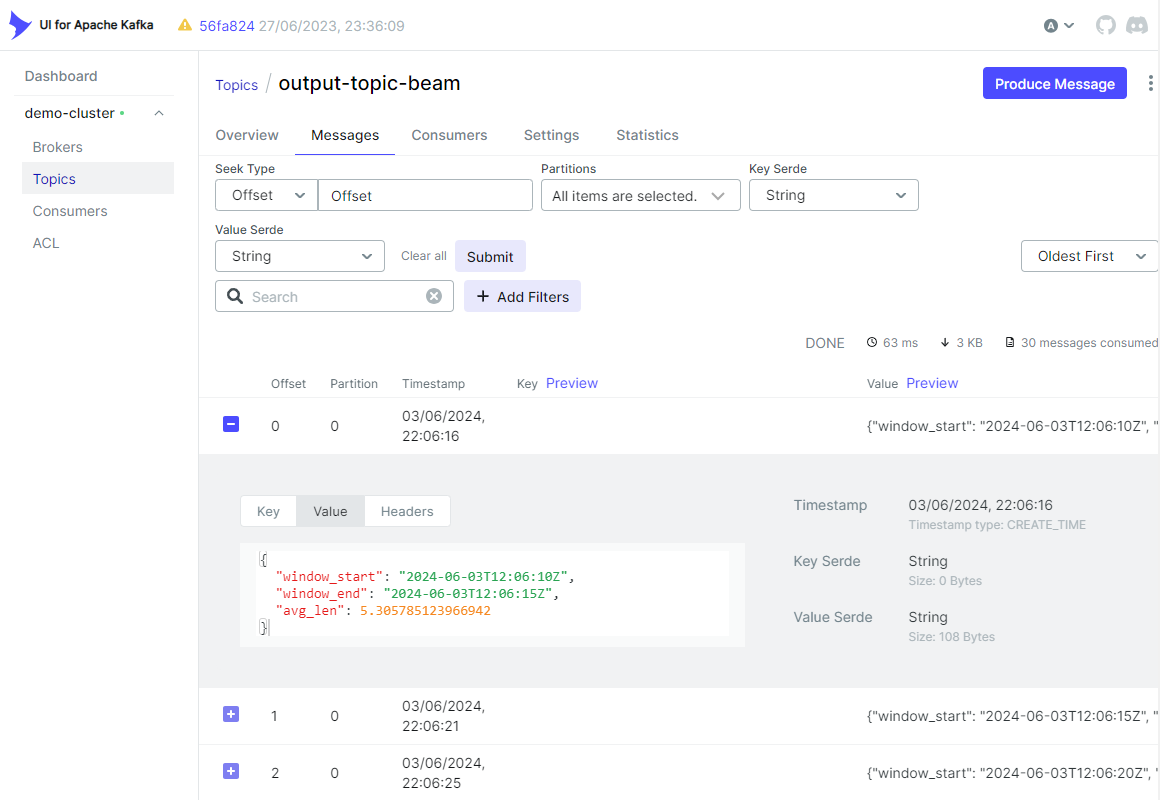 UI for Apache Kafka
56fa824 27/06/2023, 23:36:09
A
Dashboard
demo-cluster
Brokers
Topics
Consumers
ACL
Topics / output-topic-beam
Produce Message
Overview Messages Consumers Settings Statistics
Seek Type Partitions Key Serde
Offset Offset All items are selected. String
Value Serde
String Clear all Submit Oldest First
Search Add Filters
DONE 63 ms 3 KB 30 messages consumed
Offset Partition Timestamp Key Preview Value Preview
0 0 03/06/2024, 22:06:16 {"window_start": "2024-06-03T12:06:10Z", "
Key Value Headers
{
"window_start": "2024-06-03T12:06:10Z",
"window_end": "2024-06-03T12:06:15Z",
"avg_len": 5.305785123966942
}
Timestamp 03/06/2024, 22:06:16
Timestamp type: CREATE_TIME
Key Serde String
Size: 0 Bytes
Value Serde String
Size: 108 Bytes
1 0 03/06/2024, 22:06:21 {"window_start": "2024-06-03T12:06:15Z", "
2 0 03/06/2024, 22:06:25 {"window_start": "2024-06-03T12:06:20Z", "